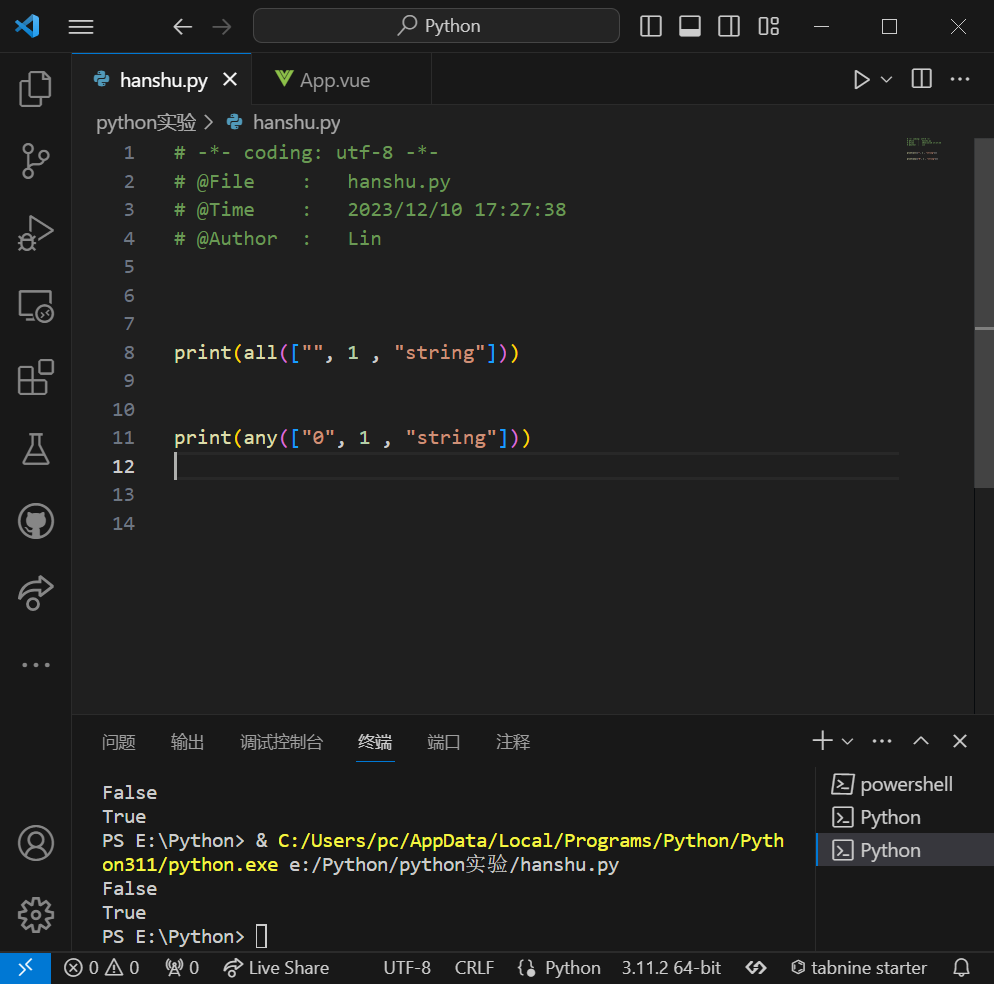 Python
hanshu.py
App.vue
python实验 > hanshu.py
1 # -*- coding: utf-8 -*-
2 # @File    :   hanshu.py
3 # @Time    :   2023/12/10 17:27:38
4 # @Author  :   Lin
5
6
7
8 print(all(["", 1 , "string"]))
9
10
11 print(any(["0", 1 , "string"]))
12
13
14
问题 输出 调试控制台 终端 端口 注释
False
True
PS E:\Python> & C:/Users/pc/AppData/Local/Programs/Python/Pyth
on311/python.exe e:/Python/python实验/hanshu.py
False
True
PS E:\Python>
powershell
Python
Python
0 0 0 Live Share UTF-8 CRLF Python 3.11.2 64-bit tabnine starter